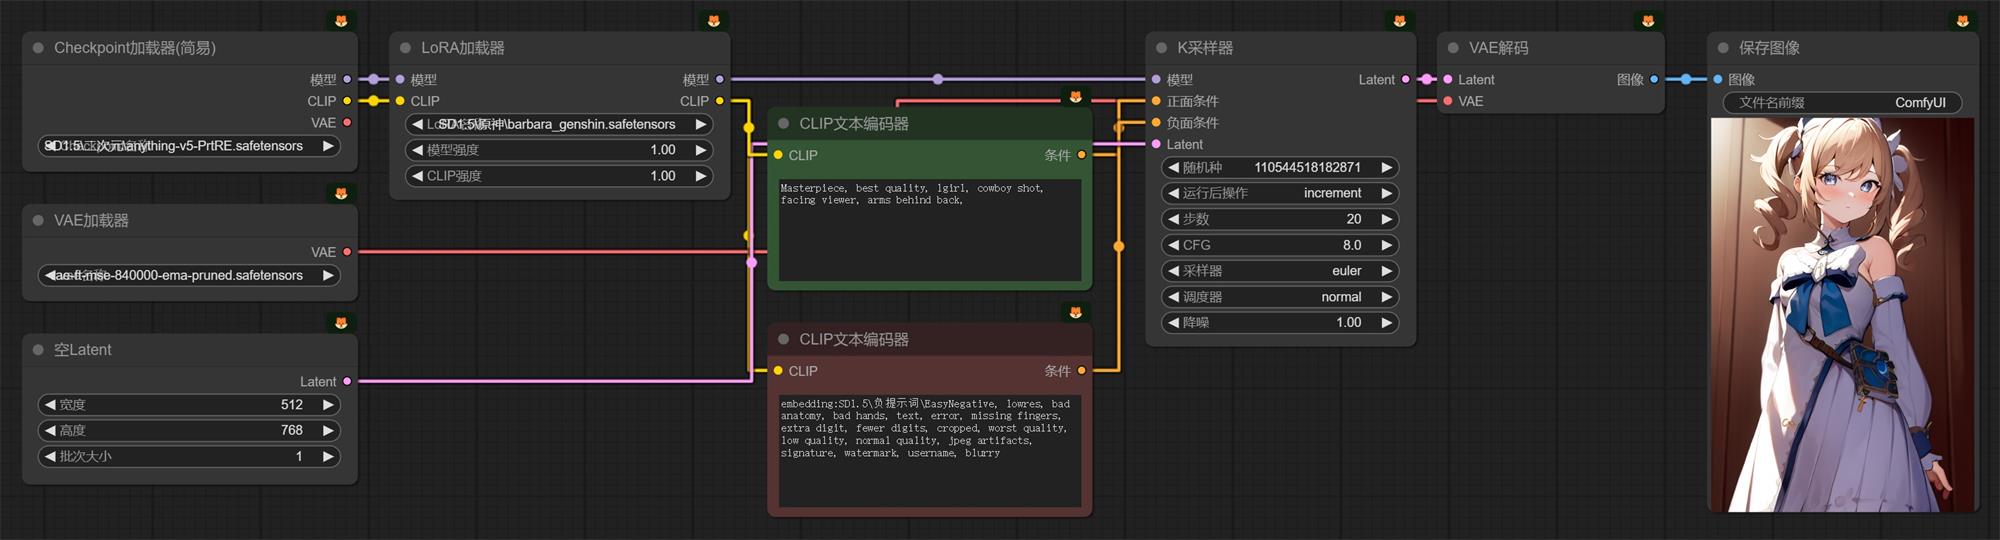 Checkpoint加载器(简易)
模型
CLIP
VAE
anything-v5-PrtRE.safetensors
VAE加载器
VAE
-mse-840000-ema-pruned.safetensors
空Latent
Latent
宽度 512
高度 768
批次大小 1
LoRA加载器
模型 模型
CLIP CLIP
\barbara_genshin.safetensors
模型强度 1.00
CLIP强度 1.00
CLIP文本编码器
CLIP 条件
Masterpiece, best quality, 1girl, cowboy shot,
facing viewer, arms behind back,
CLIP文本编码器
CLIP 条件
embedding:SD1.5\负提示词\EasyNegative, lowres, bad
anatomy, bad hands, text, error, missing fingers,
extra digit, fewer digits, cropped, worst quality,
low quality, normal quality, jpeg artifacts,
signature, watermark, username, blurry
K采样器
模型 Latent
正面条件
负面条件
Latent
随机种 110544518182871
运行后操作 increment
步数 20
CFG 8.0
采样器 euler
调度器 normal
降噪 1.00
VAE解码
Latent 图像
VAE
保存图像
图像
文件名前缀 ComfyUI